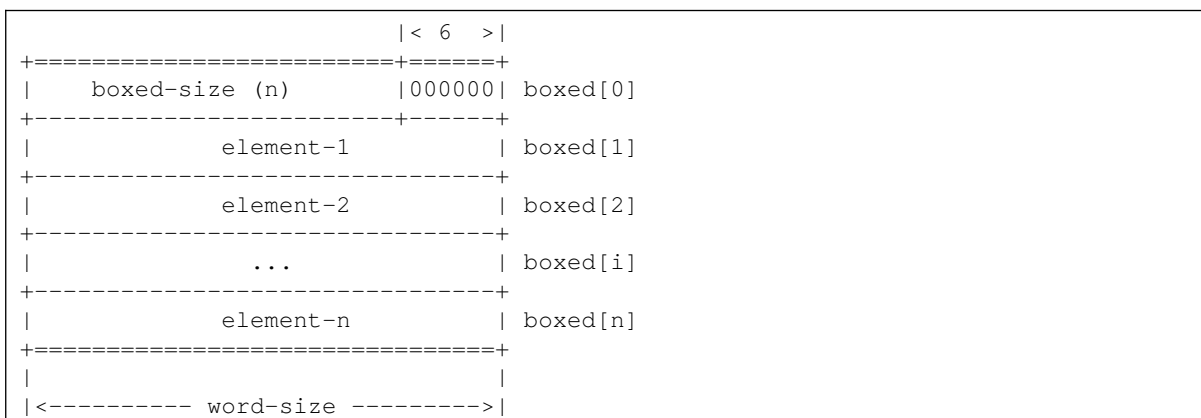 |< 6  >|
+=========================+======+
|    boxed-size (n)       |000000| boxed[0]
+-------------------------+------+
|            element-1           | boxed[1]
+--------------------------------+
|            element-2           | boxed[2]
+--------------------------------+
|              ...               | boxed[i]
+--------------------------------+
|            element-n           | boxed[n]
+================================+
|                                |
|<---------- word-size --------->|